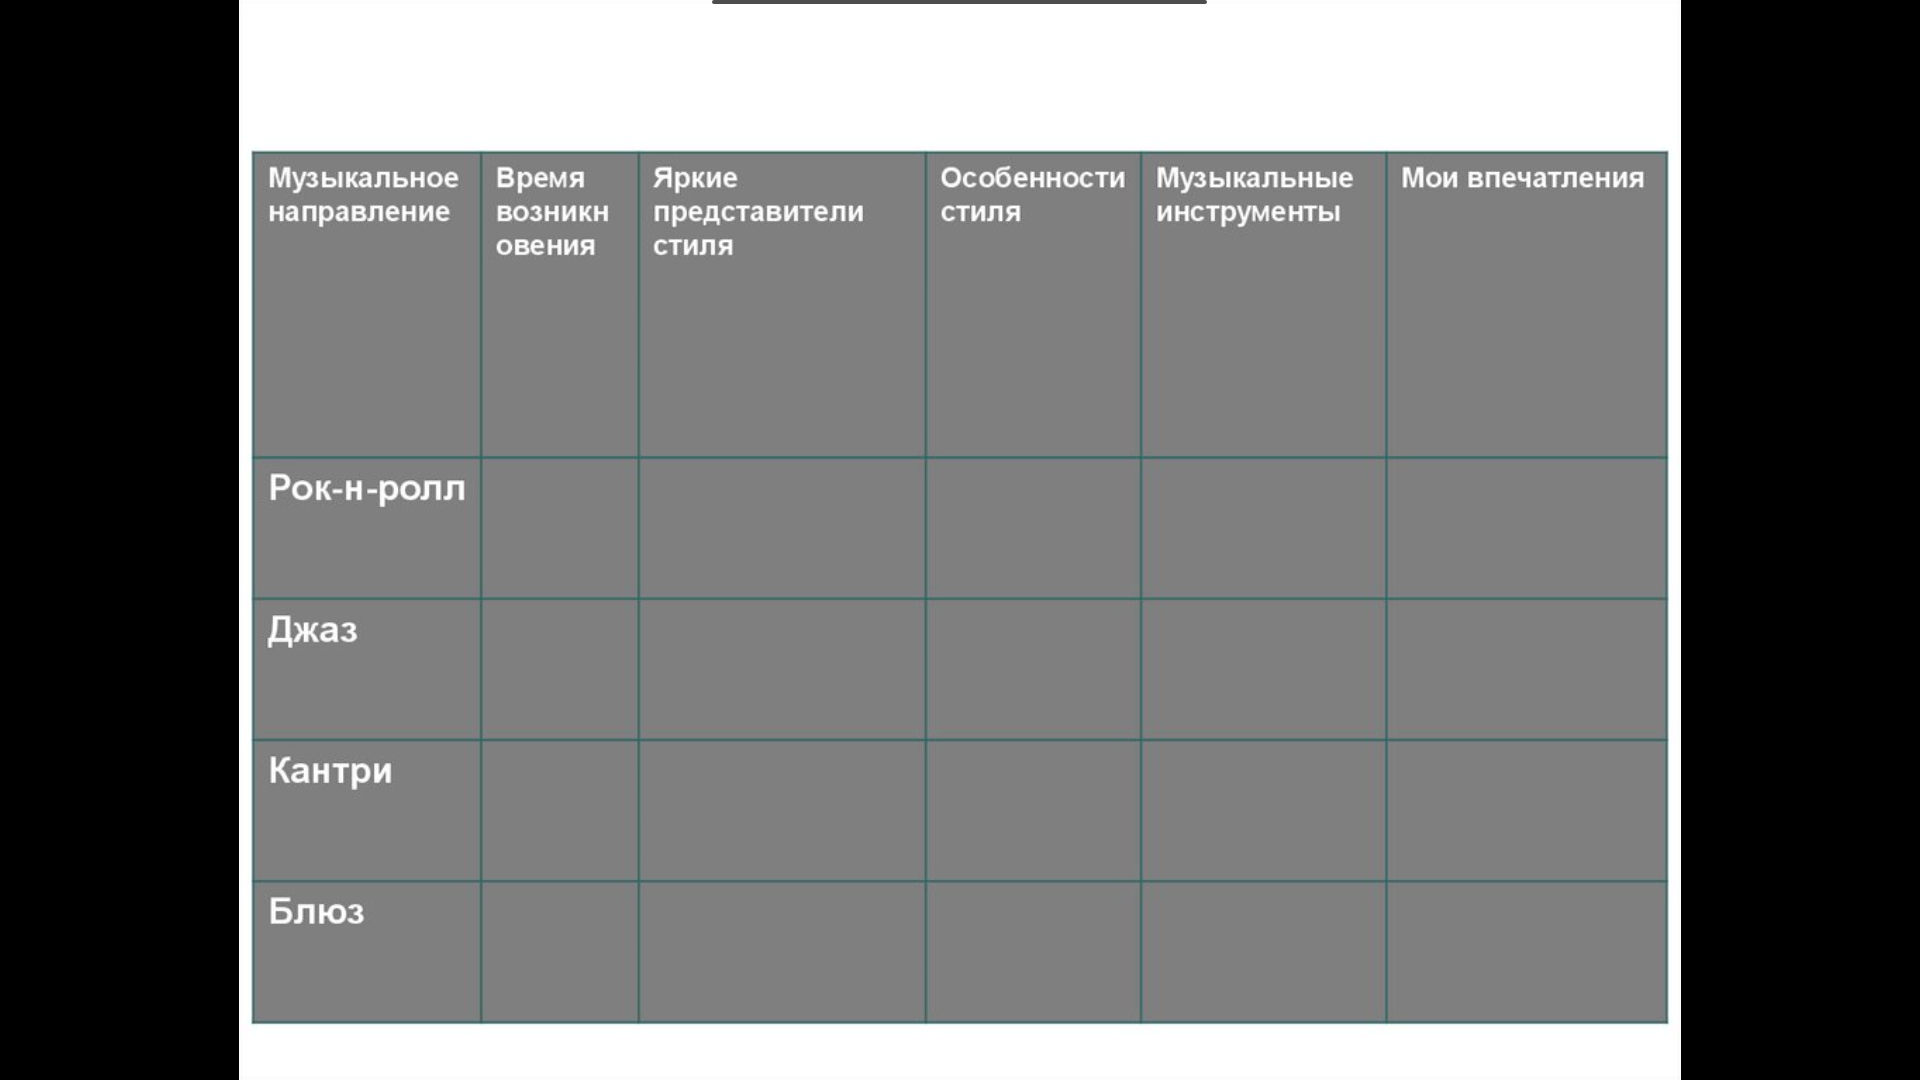 Музыкальное
направление
Время
возникн
овения
Яркие
представители
стиля
Особенности
стиля
Музыкальные
инструменты
Мои впечатления
Рок-н-ролл
Джаз
Кантри
Блюз